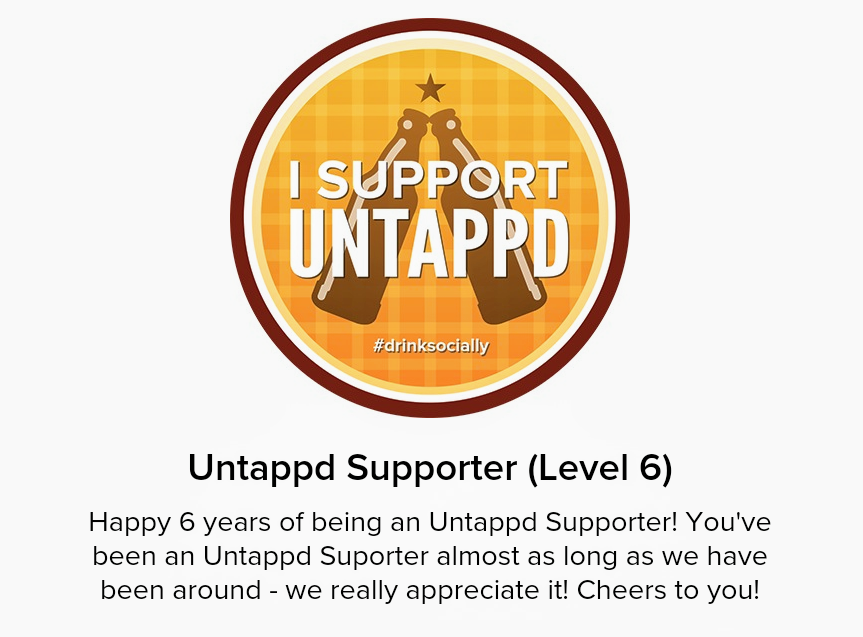 I SUPPORT
UNTAPPD
#drinksocially
Untappd Supporter (Level 6)
Happy 6 years of being an Untappd Supporter! You've
been an Untappd Suporter almost as long as we have
been around - we really appreciate it! Cheers to you!